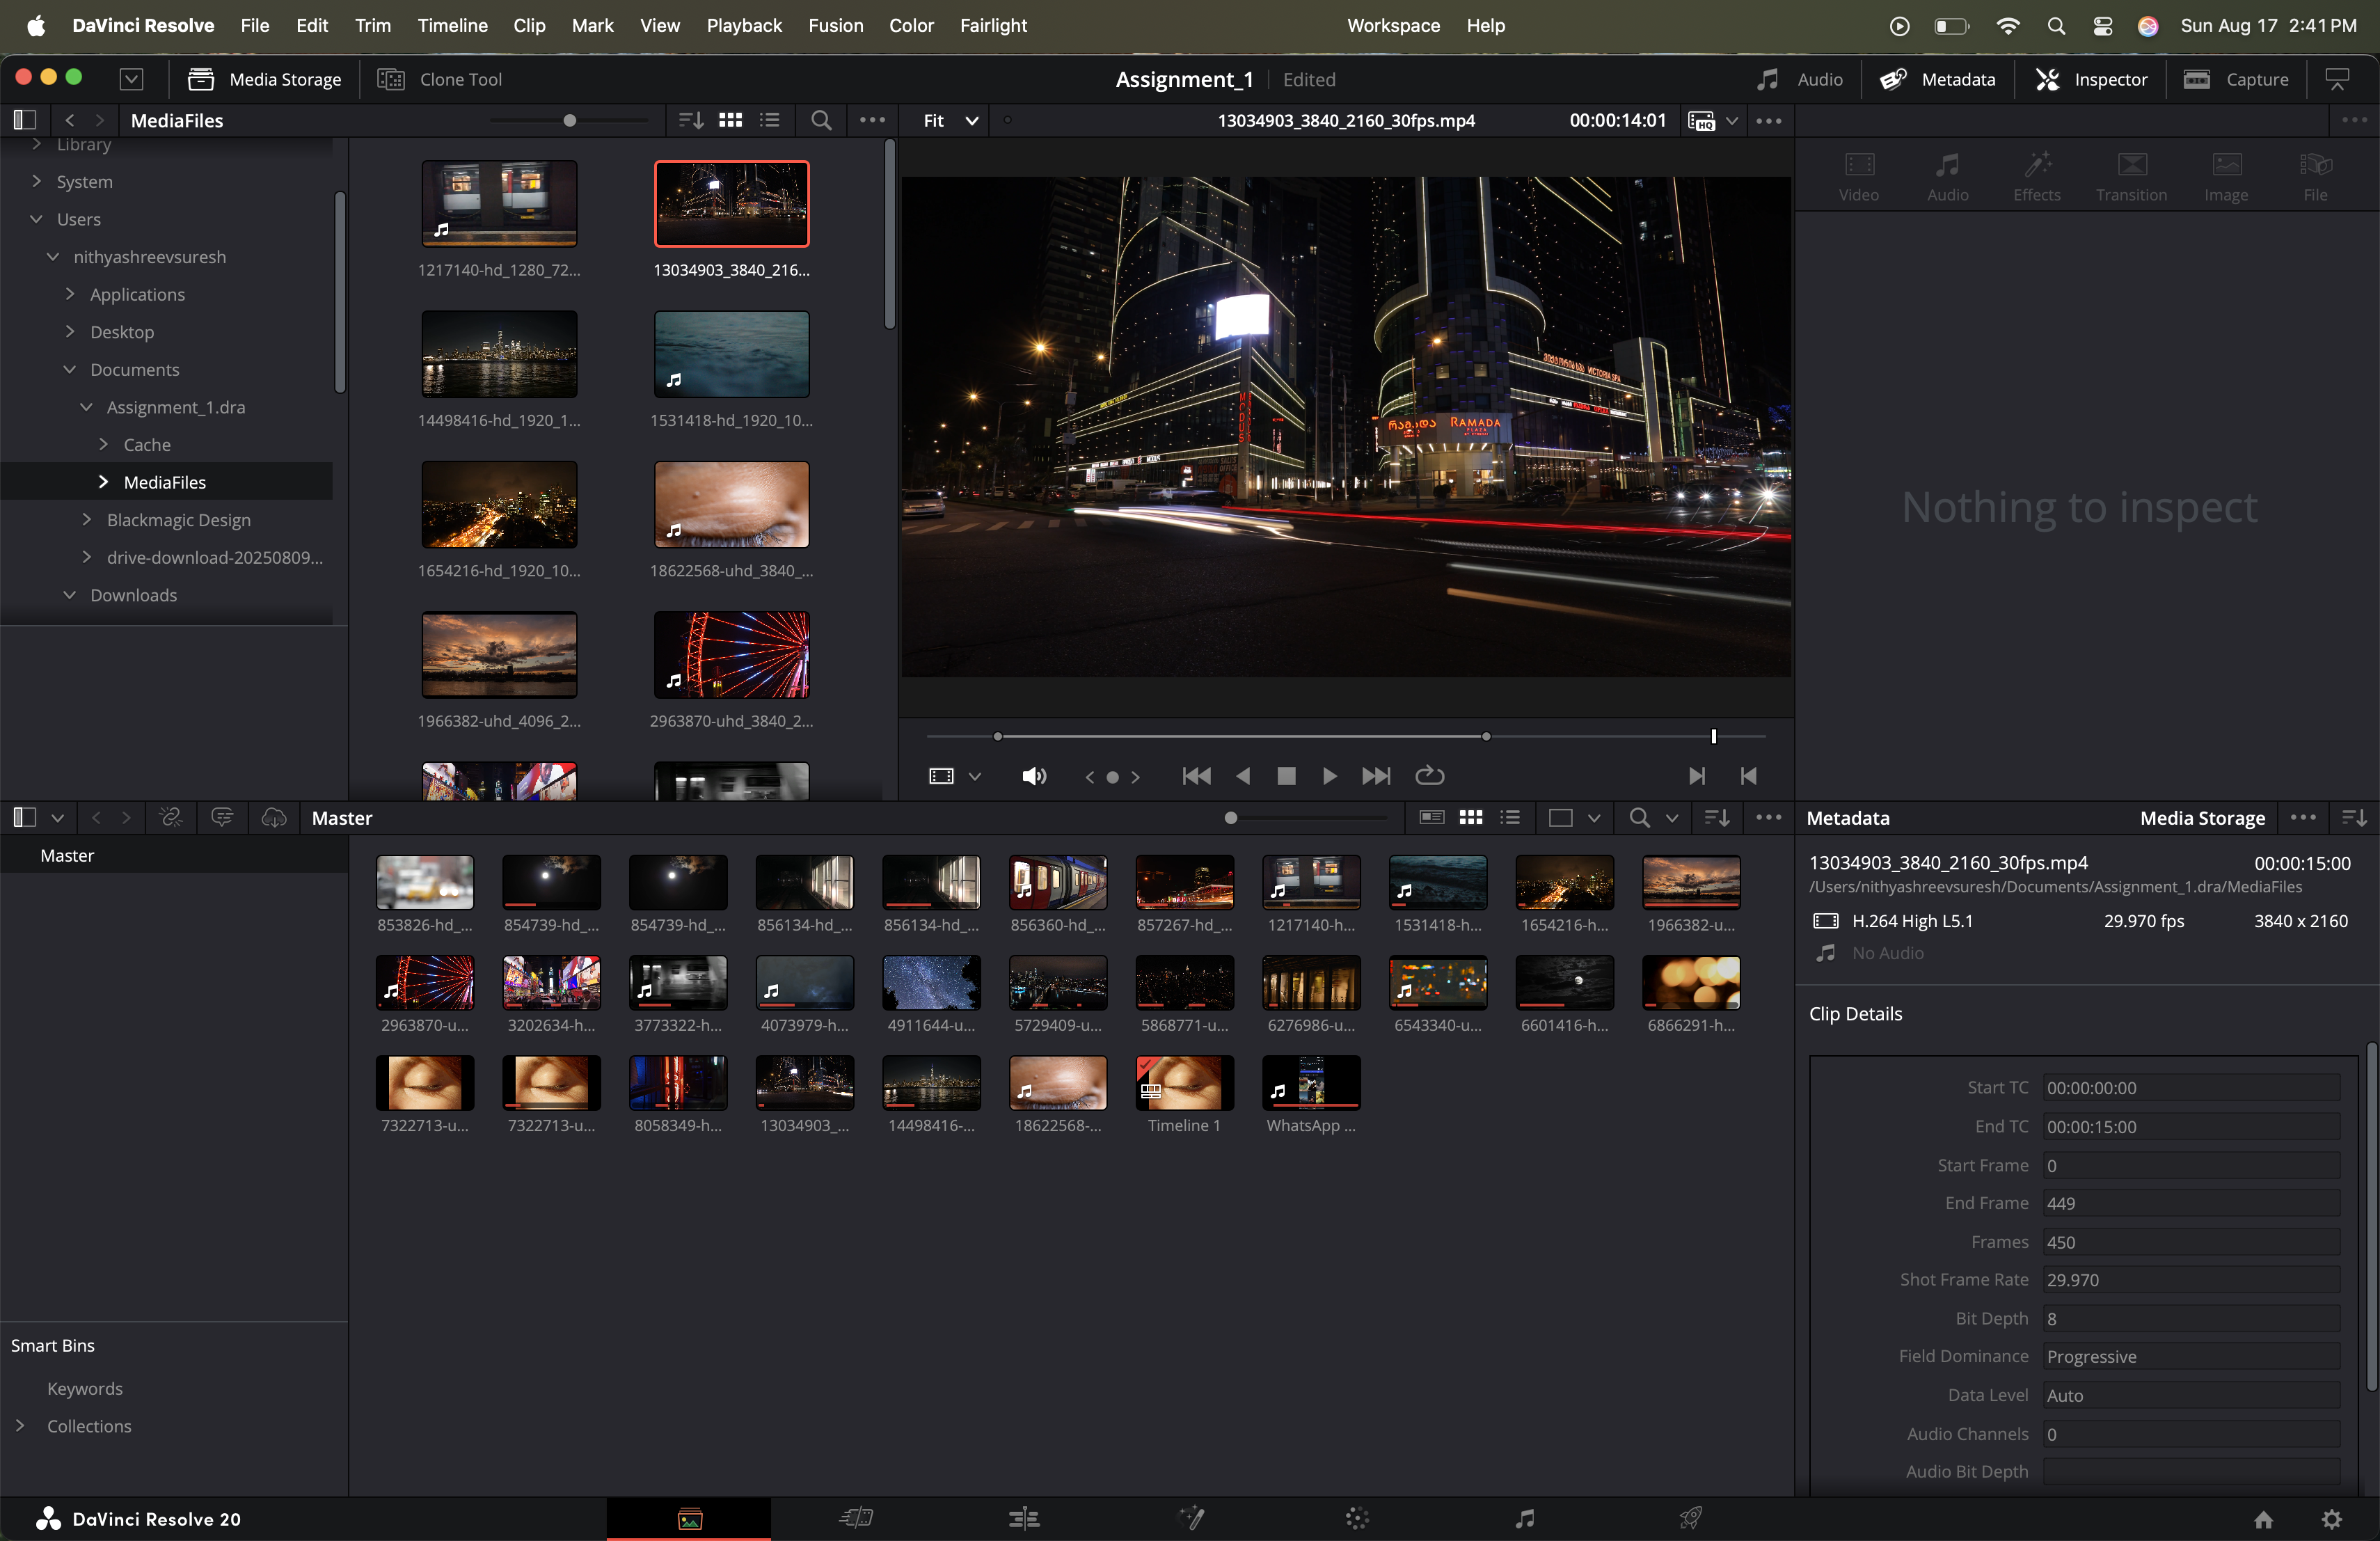 DaVinci Resolve File Edit Trim Timeline Clip Mark View Playback Fusion Color Fairlight Workspace Help Sun Aug 17 2:41 PM
Media Storage Clone Tool Assignment_1 Edited Audio Metadata Inspector Capture
MediaFiles Fit 13034903_3840_2160_30fps.mp4 00:00:14:01
Library
System
Users
nithyashreevsuresh
Applications
Desktop
Documents
Assignment_1.dra
Cache
MediaFiles
Blackmagic Design
drive-download-20250809...
Downloads
1217140-hd_1280_72... 13034903_3840_216...
14498416-hd_1920_1... 1531418-hd_1920_10...
1654216-hd_1920_10... 18622568-uhd_3840_...
1966382-uhd_4096_2... 2963870-uhd_3840_2...
HQ
VICTORIA SPA
MODUS
RAMADA
PLAZA
Video Audio Effects Transition Image File
Nothing to inspect
Master
Master
853826-hd_... 854739-hd_... 854739-hd_... 856134-hd_... 856134-hd_... 856360-hd_... 857267-hd_... 1217140-h... 1531418-h... 1654216-h... 1966382-u...
2963870-u... 3202634-h... 3773322-h... 4073979-h... 4911644-u... 5729409-u... 5868771-u... 6276986-u... 6543340-u... 6601416-h... 6866291-h...
7322713-u... 7322713-u... 8058349-h... 13034903_... 14498416-... 18622568-... Timeline 1 WhatsApp ...
Smart Bins
Keywords
Collections
Metadata Media Storage
13034903_3840_2160_30fps.mp4 00:00:15:00
/Users/nithyashreevsuresh/Documents/Assignment_1.dra/MediaFiles
H.264 High L5.1 29.970 fps 3840 x 2160
No Audio
Clip Details
Start TC 00:00:00:00
End TC 00:00:15:00
Start Frame 0
End Frame 449
Frames 450
Shot Frame Rate 29.970
Bit Depth 8
Field Dominance Progressive
Data Level Auto
Audio Channels 0
Audio Bit Depth
DaVinci Resolve 20